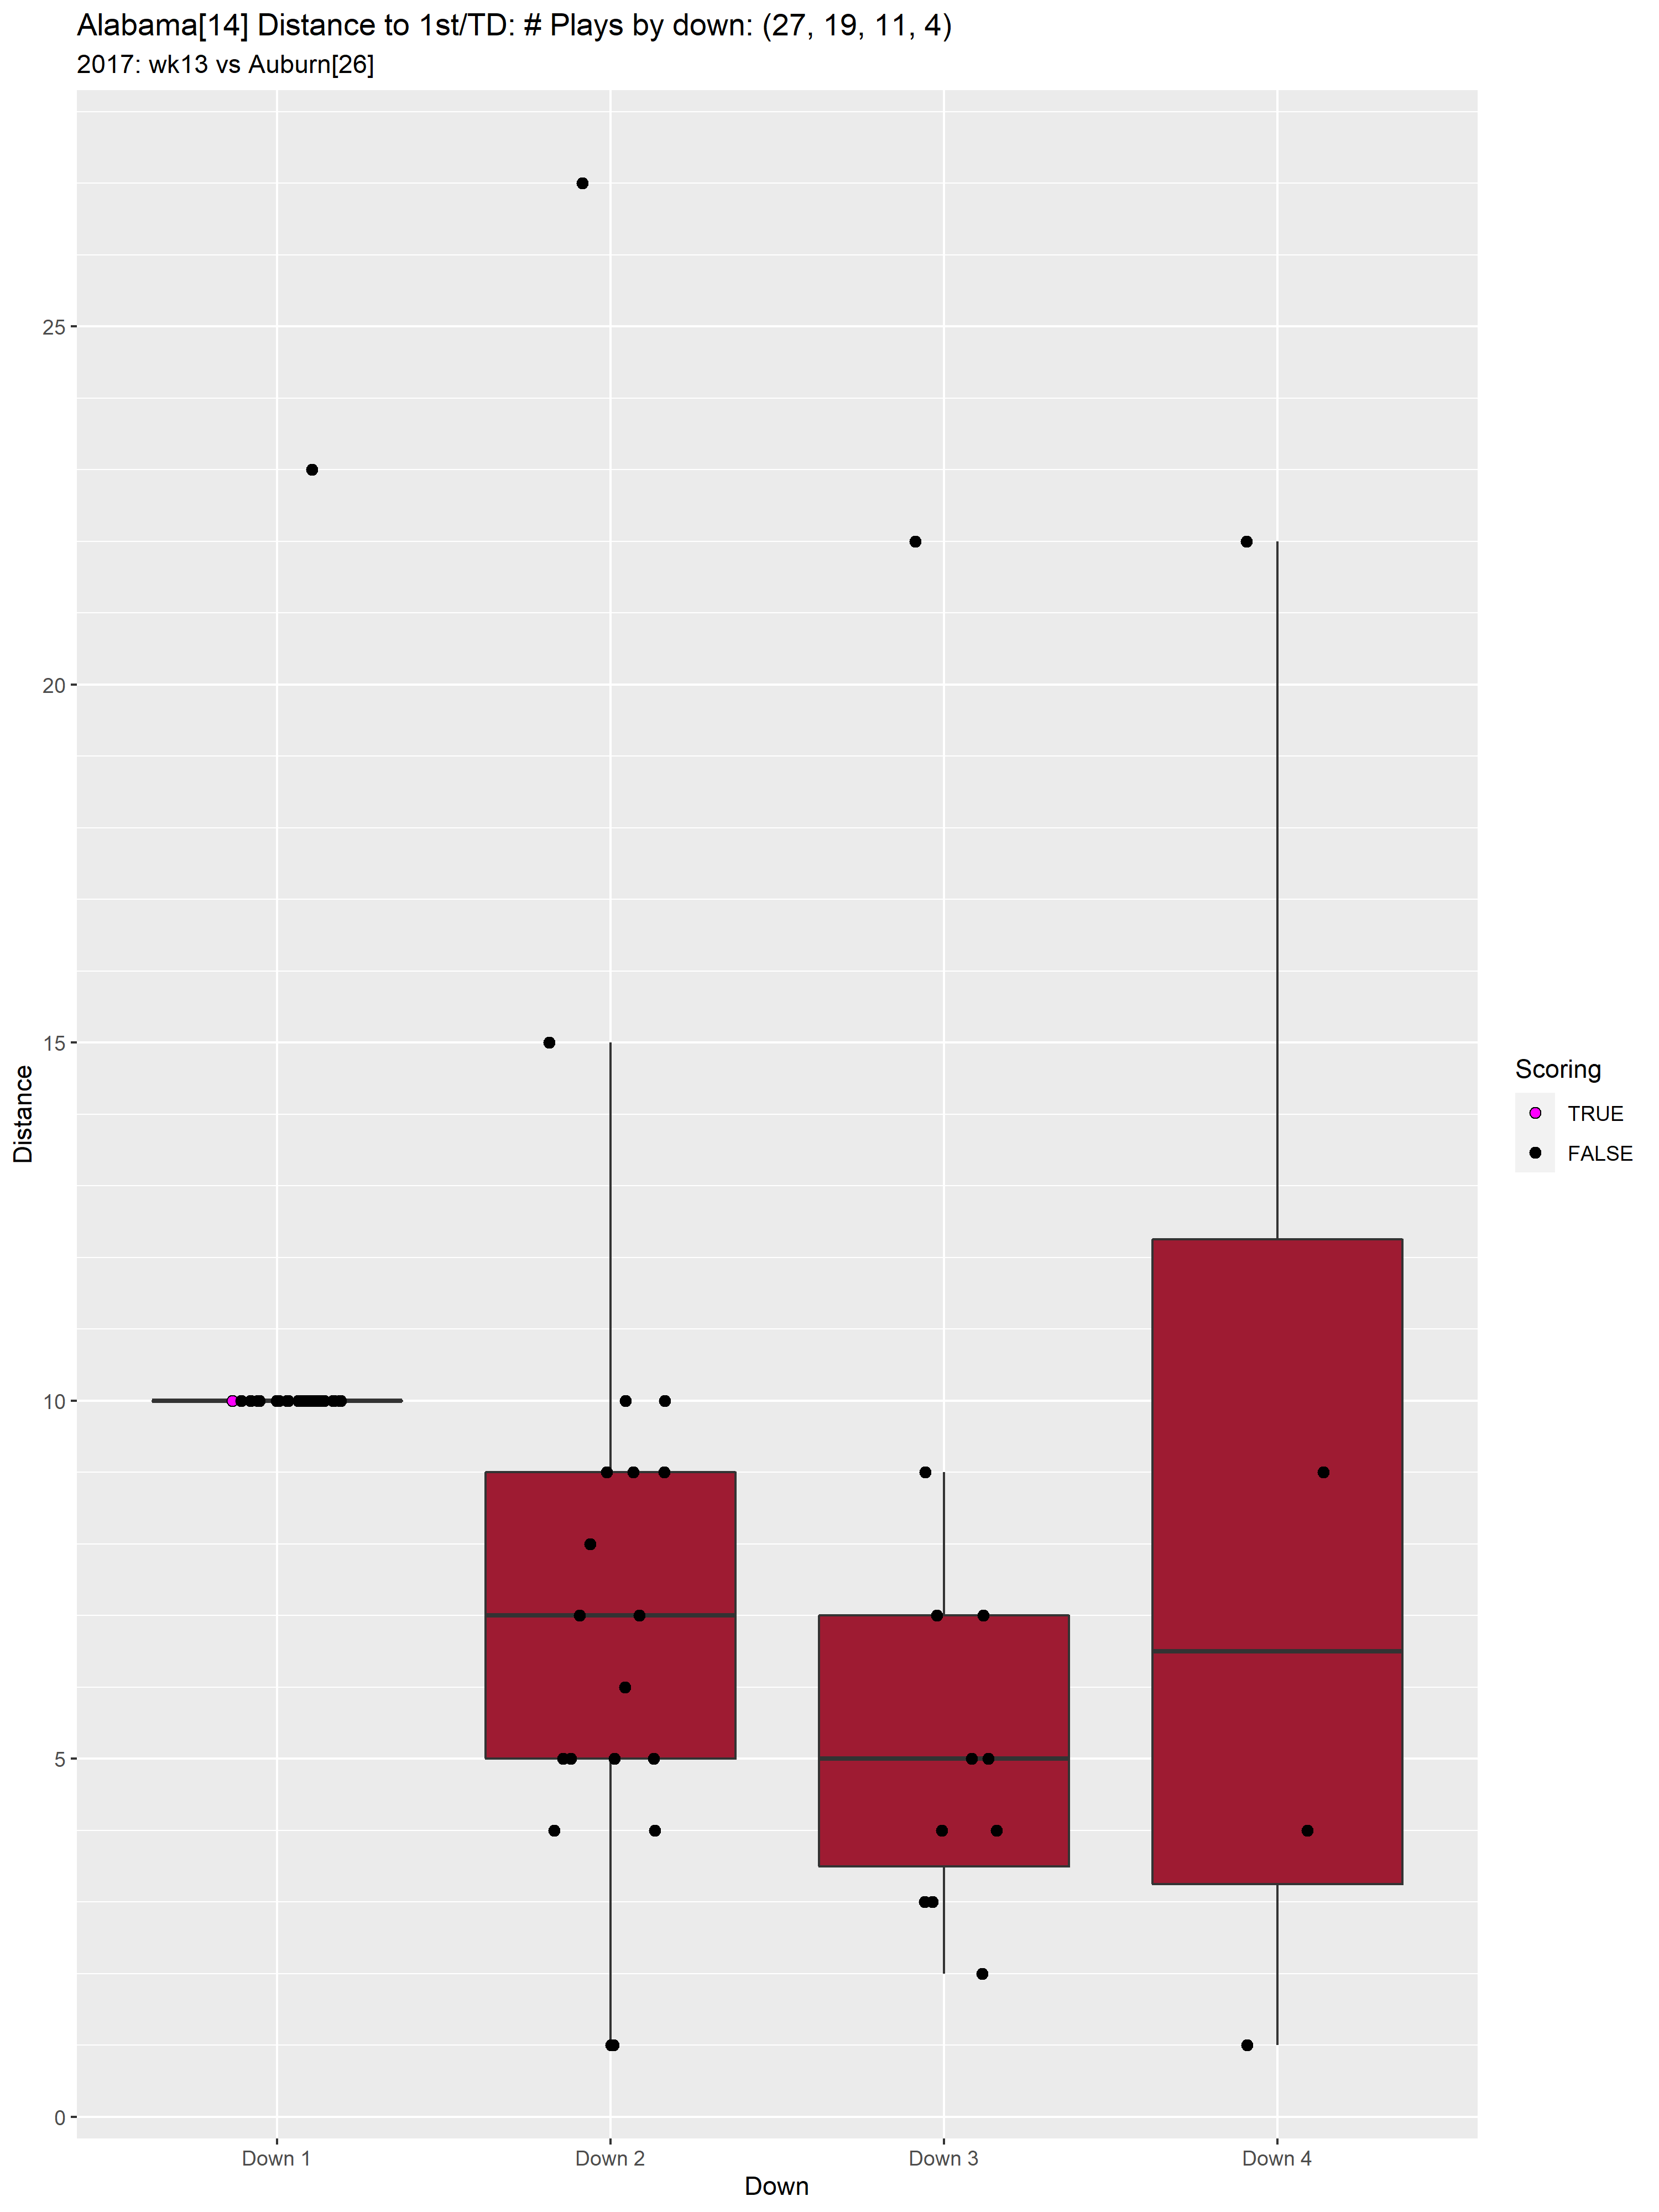 Alabama[14] Distance to 1st/TD: # Plays by down: (27, 19, 11, 4)
2017: wk13 vs Auburn[26]
25
20
15
10
5
0
Distance
Down 1
Down 2
Down 3
Down 4
Down
Scoring
TRUE
FALSE